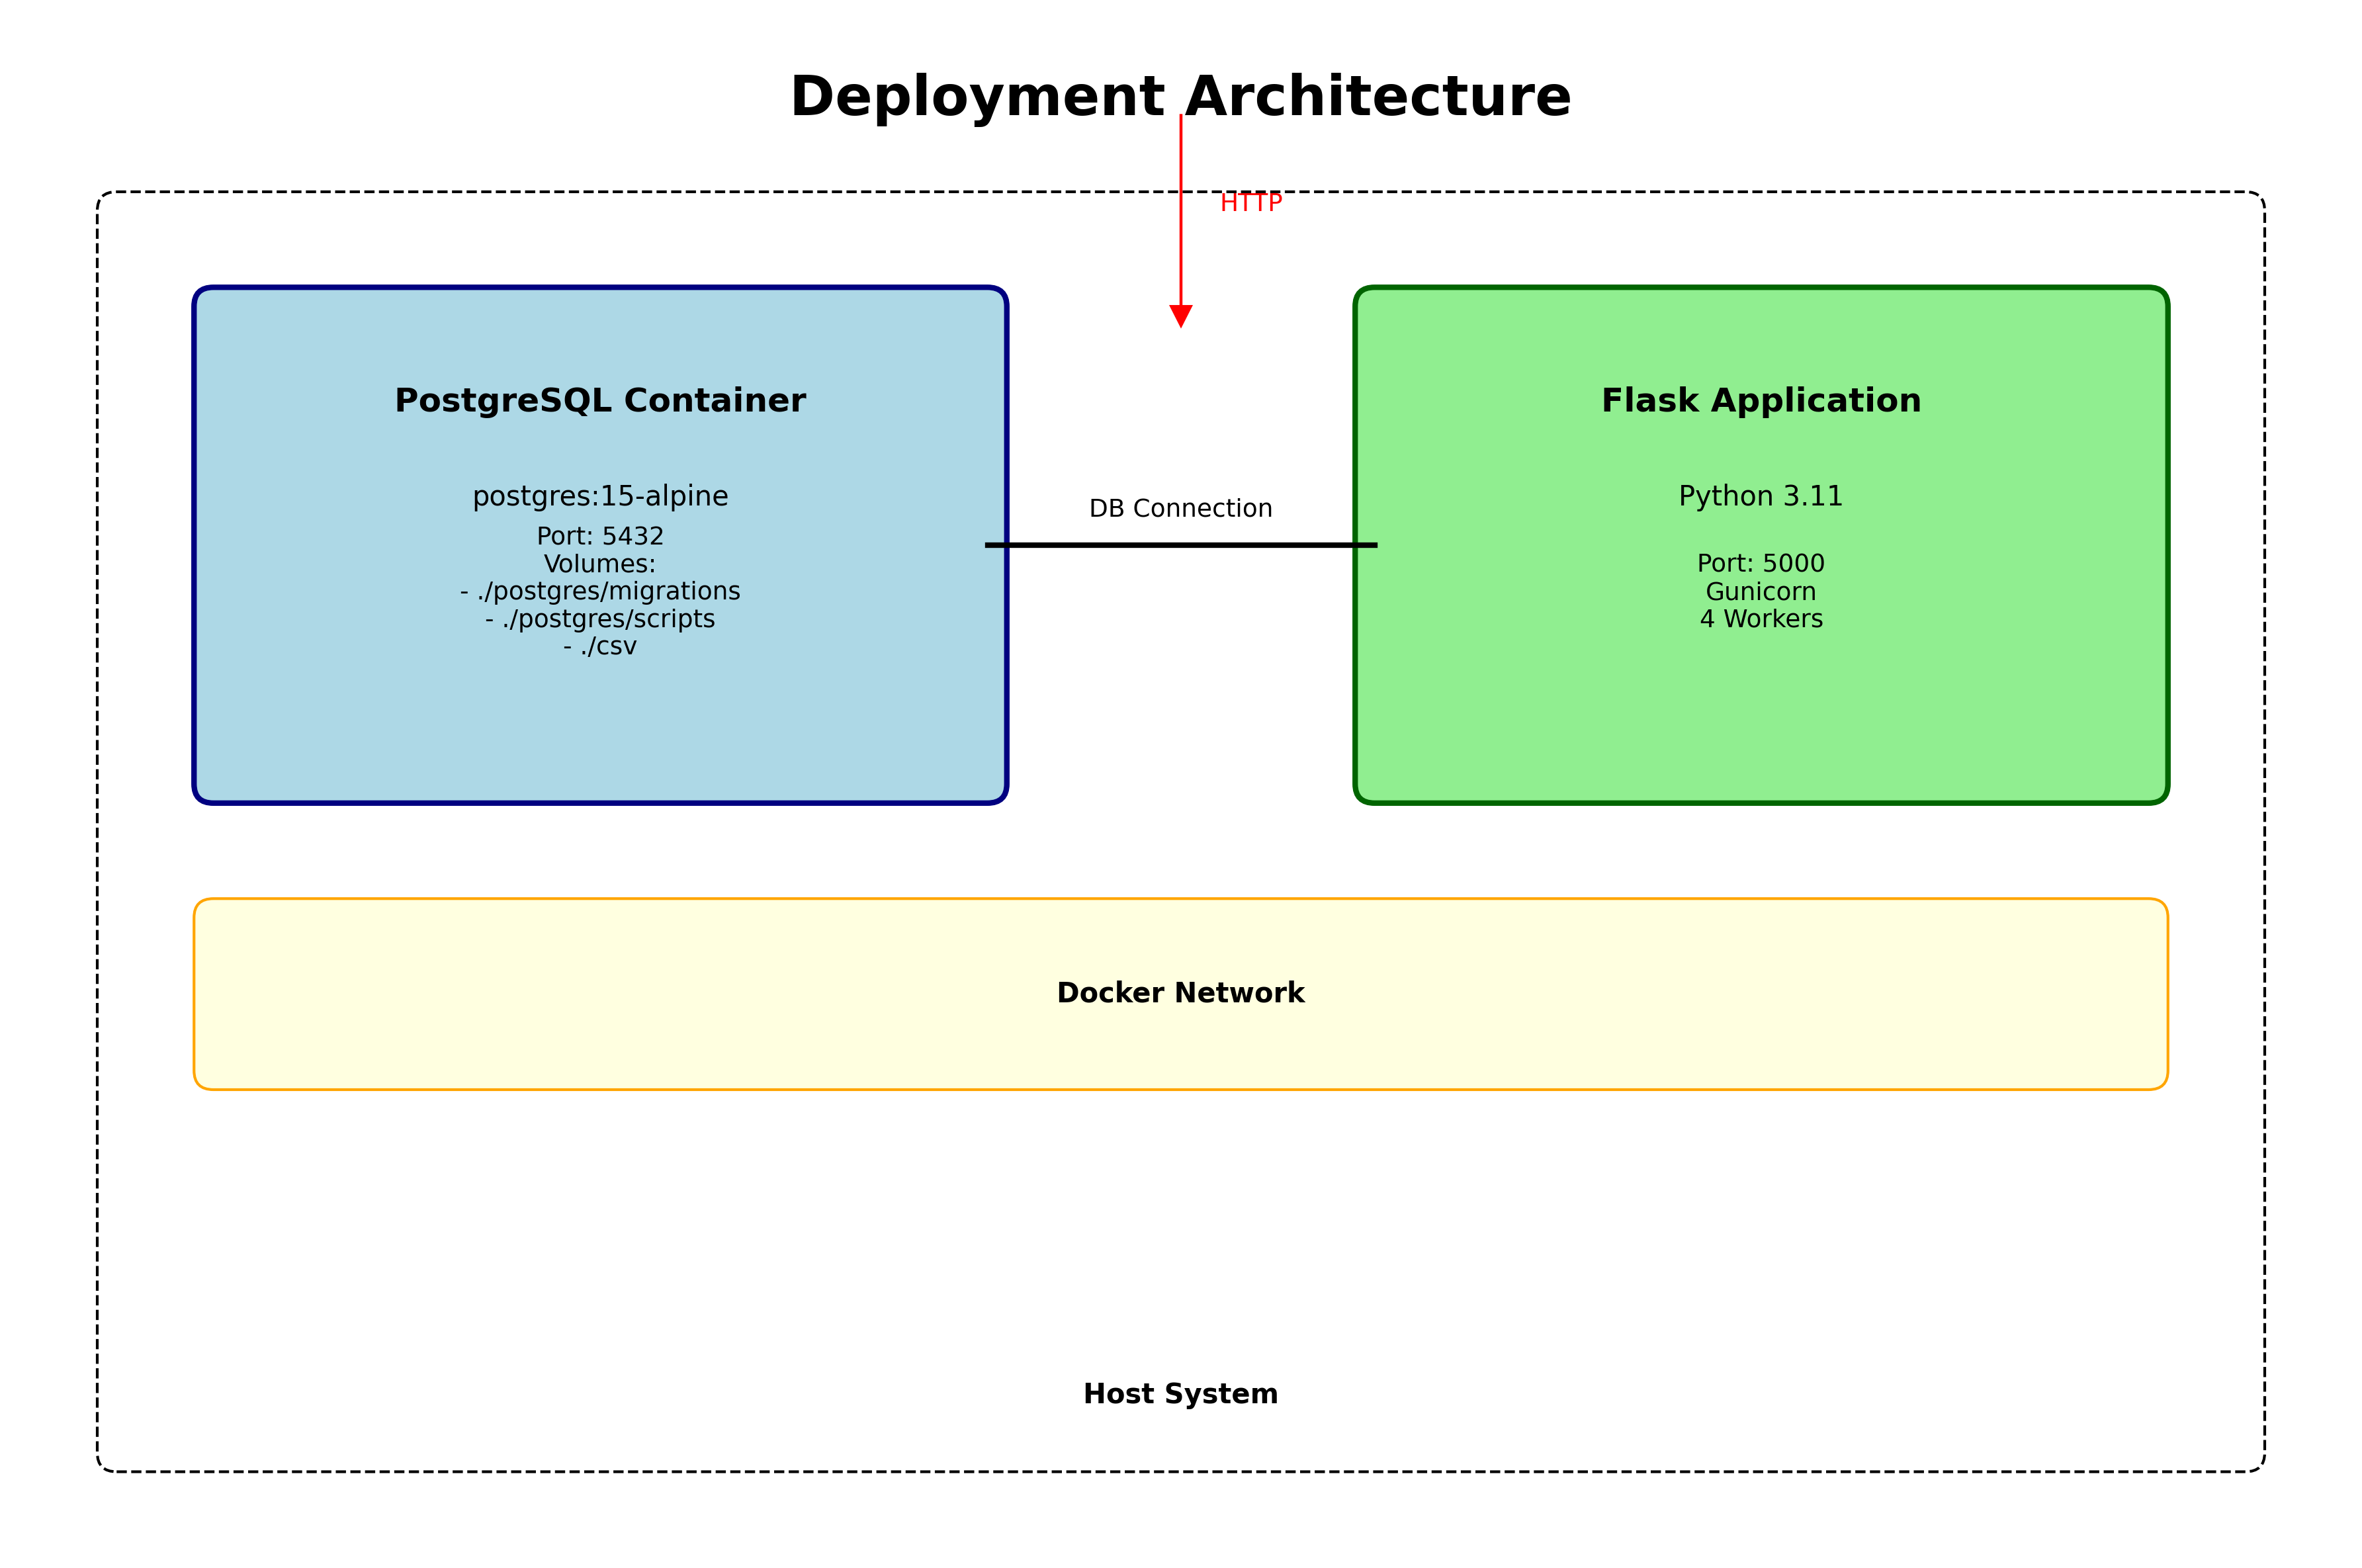 Deployment Architecture
HTTP
PostgreSQL Container
postgres:15-alpine
Port: 5432
Volumes:
- ./postgres/migrations
- ./postgres/scripts
- ./csv
DB Connection
Flask Application
Python 3.11
Port: 5000
Gunicorn
4 Workers
Docker Network
Host System